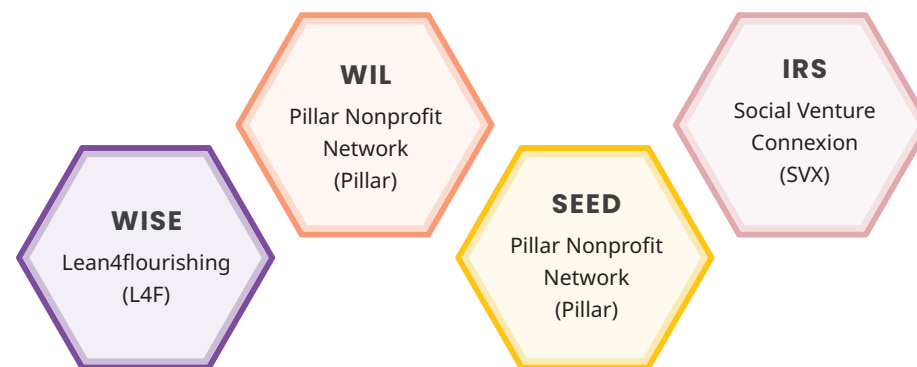 WISE
Lean4flourishing
(L4F)
WIL
Pillar Nonprofit
Network
(Pillar)
SEED
Pillar Nonprofit
Network
(Pillar)
IRS
Social Venture
Connexion
(SVX)